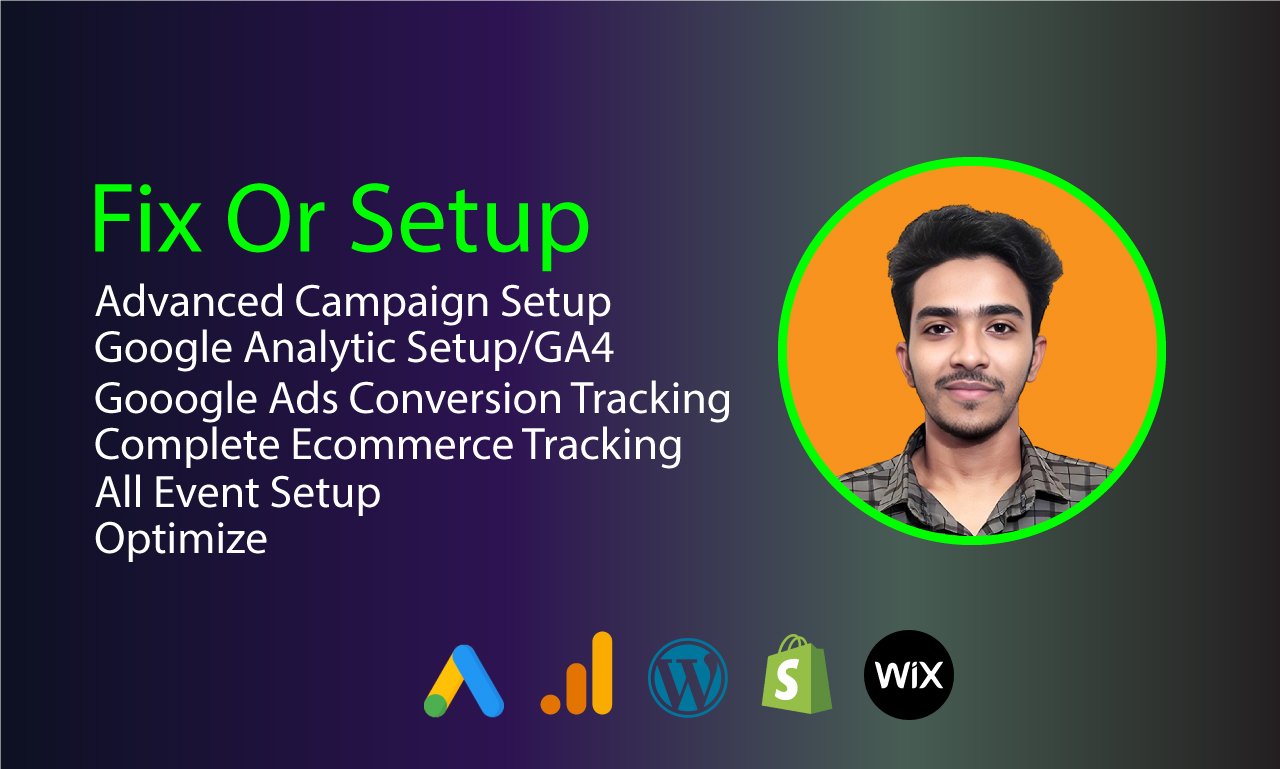 Fix Or Setup
Advanced Campaign Setup
Google Analytic Setup/GA4
Gooogle Ads Conversion Tracking
Complete Ecommerce Tracking
All Event Setup
Optimize
WiX